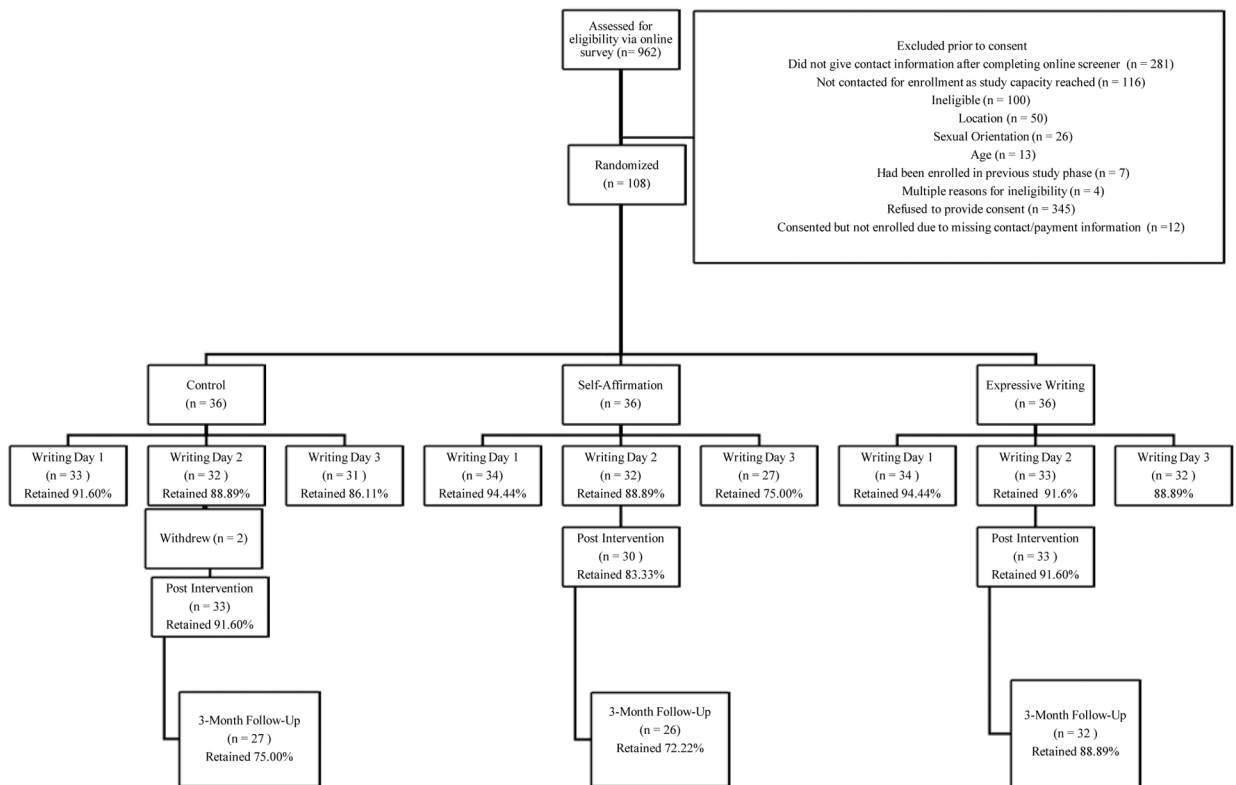 Assessed for
eligibility via online
survey (n= 962)
Excluded prior to consent
Did not give contact information after completing online screener (n = 281)
Not contacted for enrollment as study capacity reached (n = 116)
Ineligible (n = 100)
Location (n = 50)
Sexual Orientation (n = 26)
Age (n = 13)
Had been enrolled in previous study phase (n = 7)
Multiple reasons for ineligibility (n = 4)
Refused to provide consent (n = 345)
Consented but not enrolled due to missing contact/payment information (n =12)
Randomized
(n = 108)
Control
(n = 36)
Self-Affirmation
(n = 36)
Expressive Writing
(n = 36)
Writing Day 1
(n = 33 )
Retained 91.60%
Writing Day 2
(n = 32 )
Retained 88.89%
Writing Day 3
(n = 31 )
Retained 86.11%
Writing Day 1
(n = 34)
Retained 94.44%
Writing Day 2
(n = 32)
Retained 88.89%
Writing Day 3
(n = 27)
Retained 75.00%
Writing Day 1
(n = 34 )
Retained 94.44%
Writing Day 2
(n = 33)
Retained 91.6%
Writing Day 3
(n = 32 )
88.89%
Withdrew (n = 2)
Post Intervention
(n = 33)
Retained 91.60%
Post Intervention
(n = 30 )
Retained 83.33%
Post Intervention
(n = 33 )
Retained 91.60%
3-Month Follow-Up
(n = 27 )
Retained 75.00%
3-Month Follow-Up
(n = 26)
Retained 72.22%
3-Month Follow-Up
(n = 32 )
Retained 88.89%